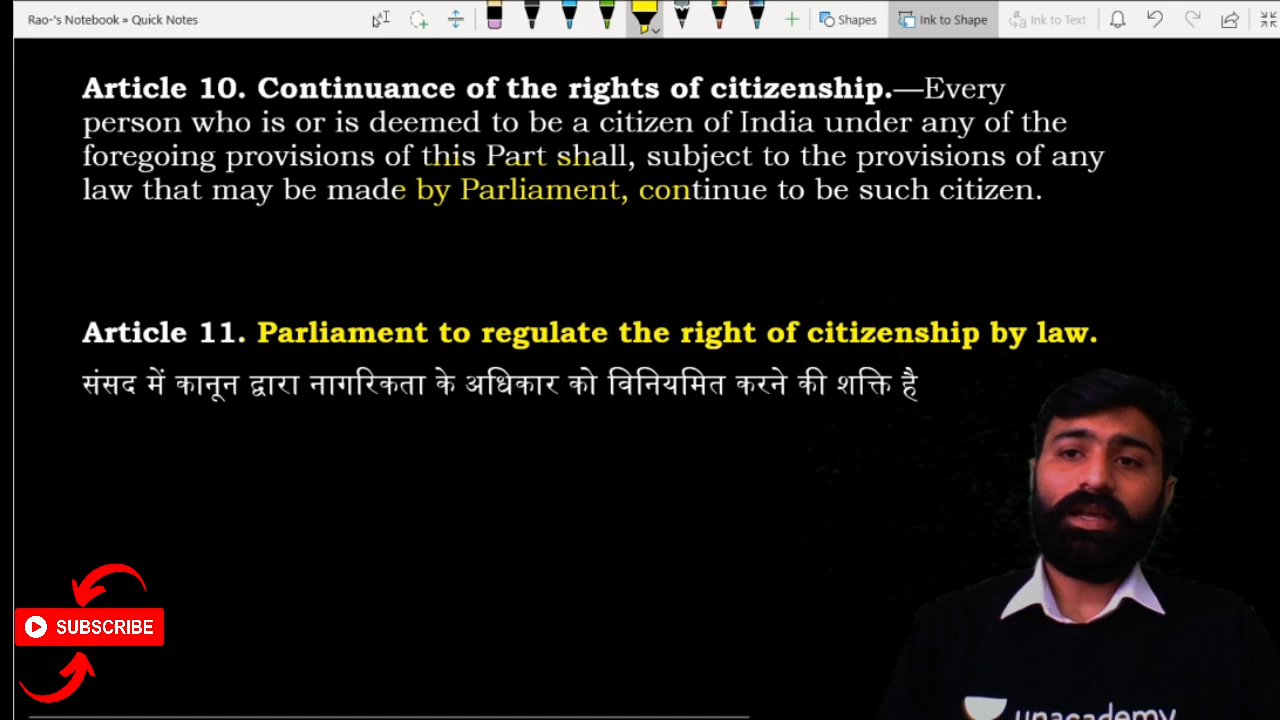 Rao-'s Notebook » Quick Notes
Shapes
Ink to Shape
Ink to Text
Article 10. Continuance of the rights of citizenship.—Every
person who is or is deemed to be a citizen of India under any of the
foregoing provisions of this Part shall, subject to the provisions of any
law that may be made by Parliament, continue to be such citizen.
Article 11. Parliament to regulate the right of citizenship by law.
संसद में कानून द्वारा नागरिकता के अधिकार को विनियमित करने की शक्ति है
SUBSCRIBE
unacademy